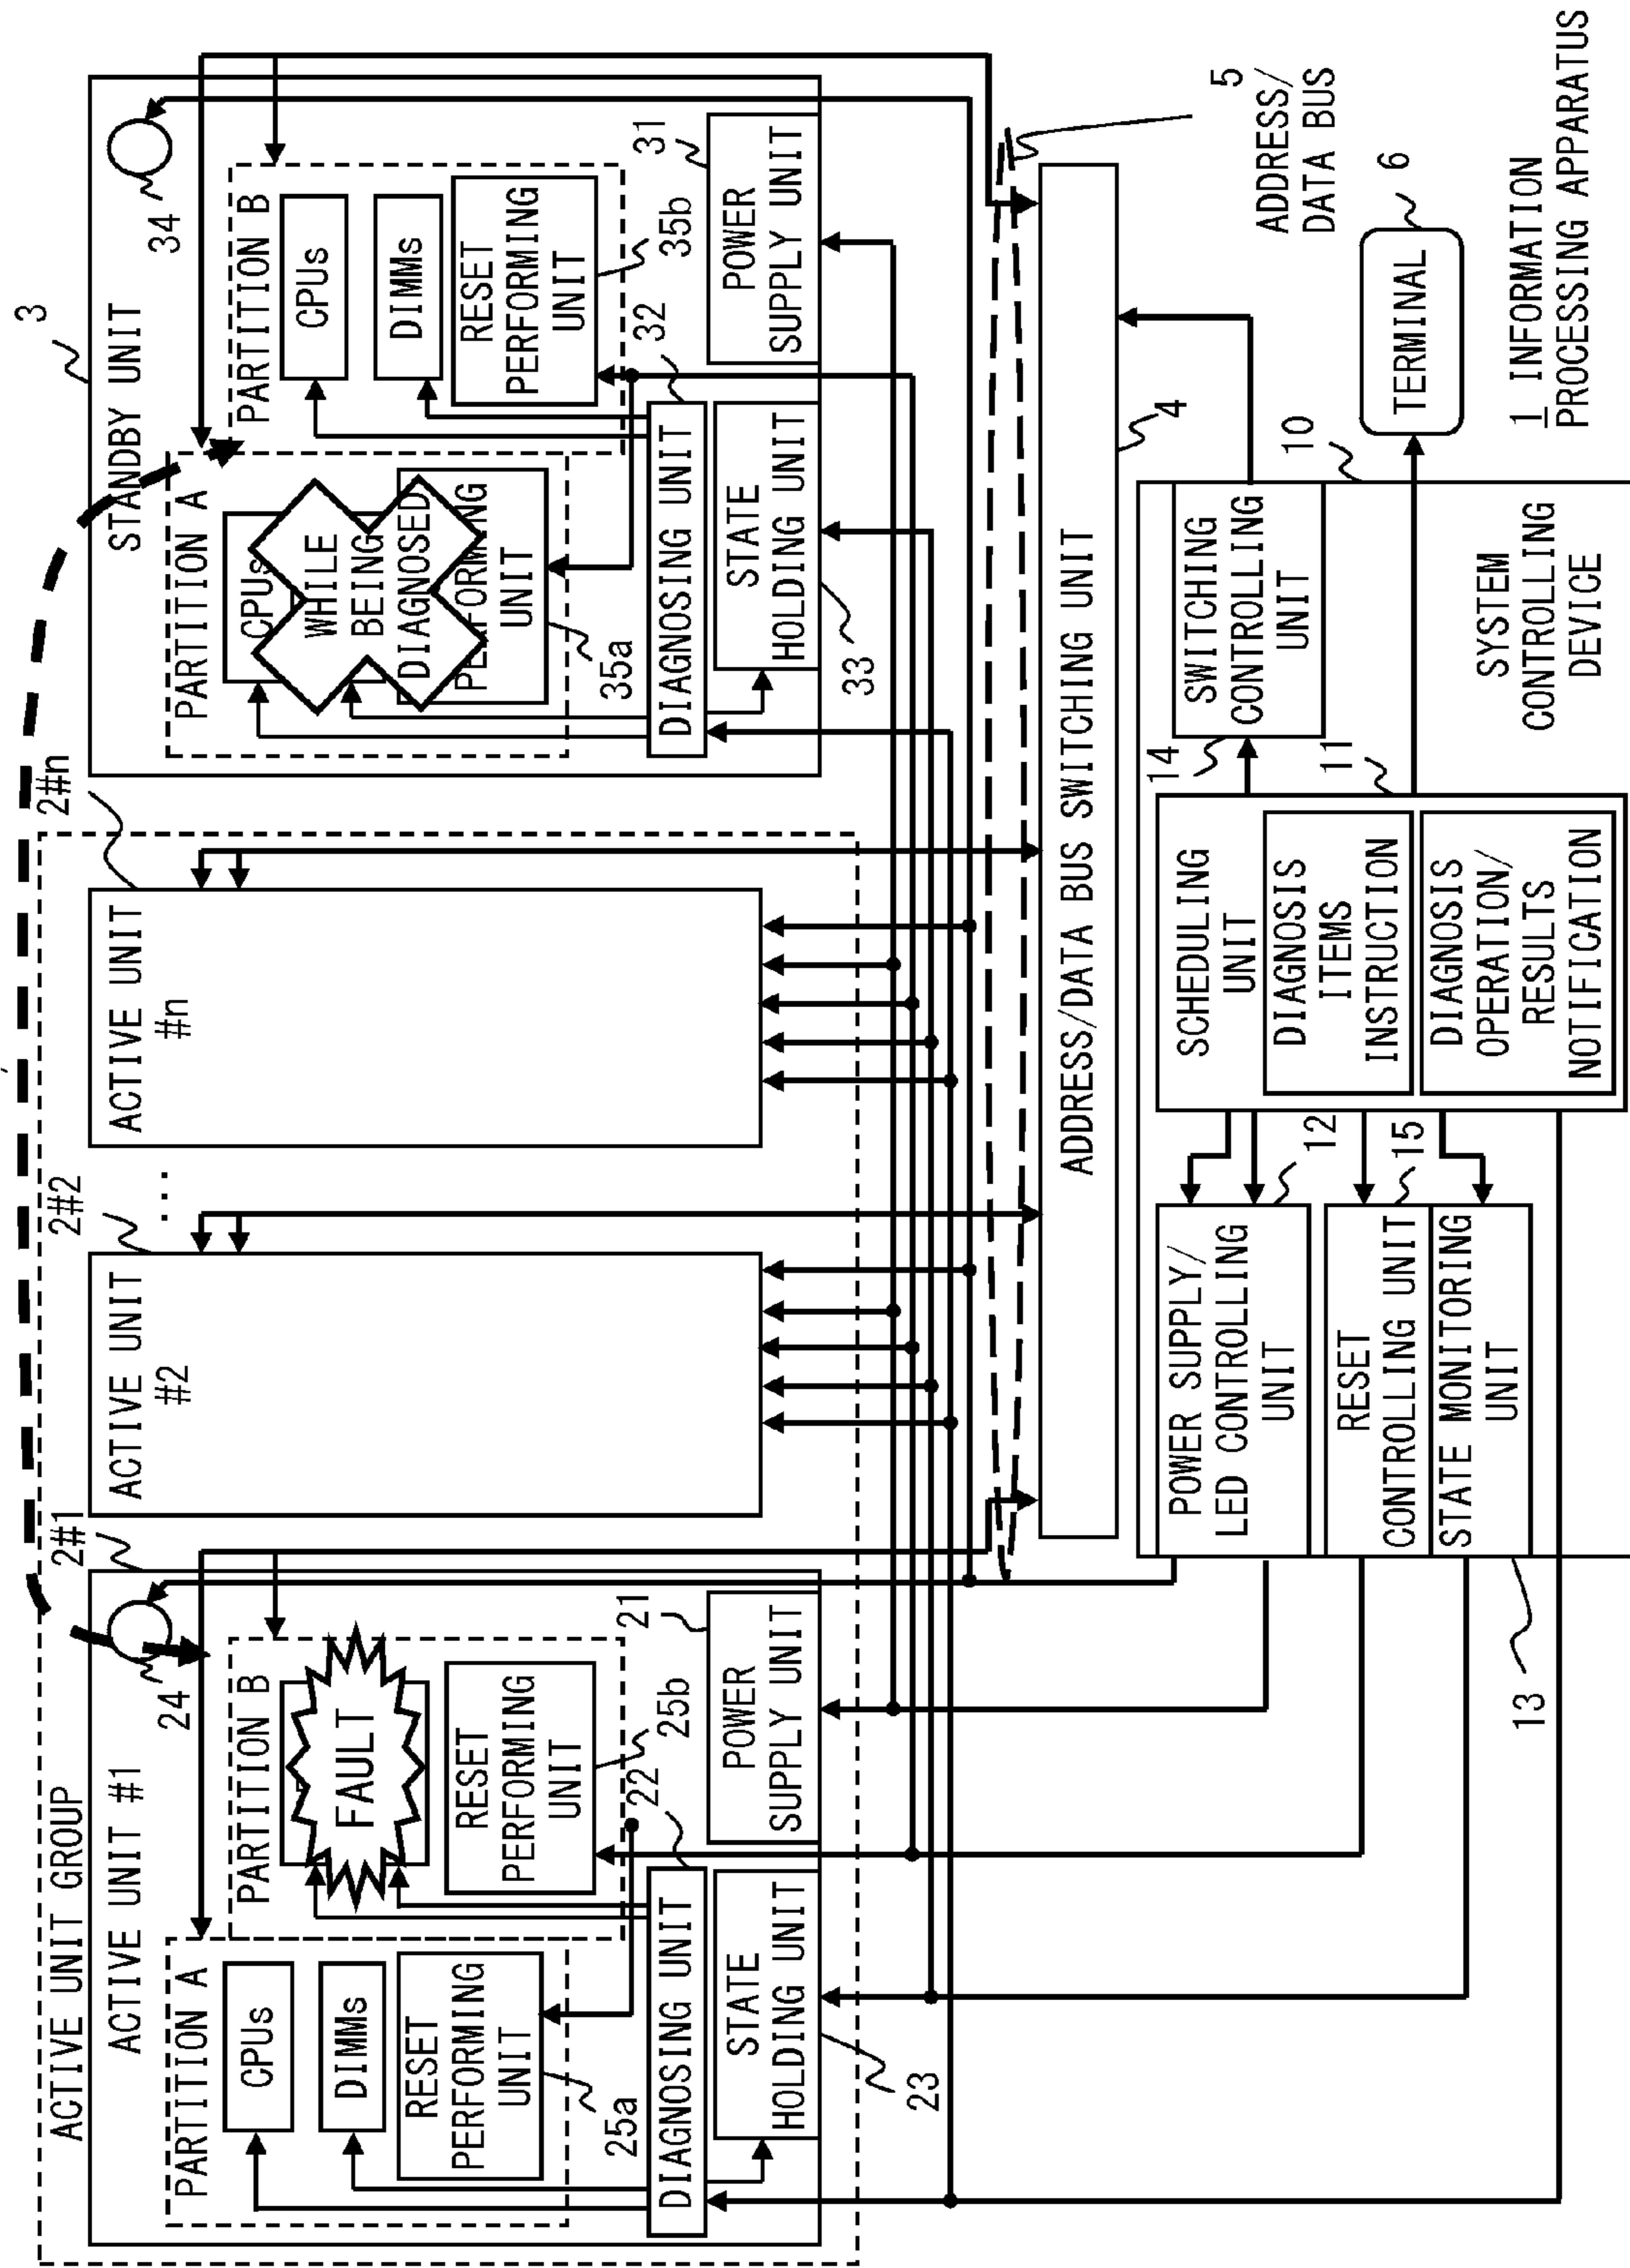 ACTIVE UNIT GROUP
2#1
ACTIVE UNIT #1
24
PARTITION A
CPUs
DIMMs
RESET
PERFORMING
UNIT
25a
PARTITION B
FAULT
RESET
PERFORMING
UNIT
25b
22
DIAGNOSING UNIT
STATE
HOLDING UNIT
23
21
POWER
SUPPLY UNIT
2#2
ACTIVE UNIT
#2
...
2#n
ACTIVE UNIT
#n
3
STANDBY UNIT
34
PARTITION A
CPUs
WHILE
BEING
DIAGNOSED
PERFORMING
UNIT
35a
PARTITION B
CPUs
DIMMs
RESET
PERFORMING
UNIT
35b
32
DIAGNOSING UNIT
STATE
HOLDING UNIT
33
31
POWER
SUPPLY UNIT
5
ADDRESS/
DATA BUS
ADDRESS/DATA BUS SWITCHING UNIT
4
POWER SUPPLY/
LED CONTROLLING
UNIT
12
RESET
CONTROLLING UNIT
15
STATE MONITORING
UNIT
13
SCHEDULING
UNIT
DIAGNOSIS
ITEMS
INSTRUCTION
DIAGNOSIS
OPERATION/
RESULTS
NOTIFICATION
11
14
SWITCHING
CONTROLLING
UNIT
10
SYSTEM
CONTROLLING
DEVICE
TERMINAL
6
1 INFORMATION
PROCESSING APPARATUS